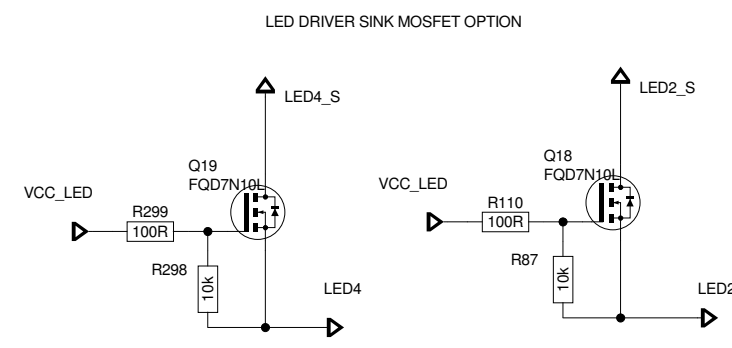 LED DRIVER SINK MOSFET OPTION
LED4_S
Q19
FQD7N10L
VCC_LED
R299
100R
R298
10k
LED4
LED2_S
Q18
FQD7N10L
VCC_LED
R110
100R
R87
10k
LED2